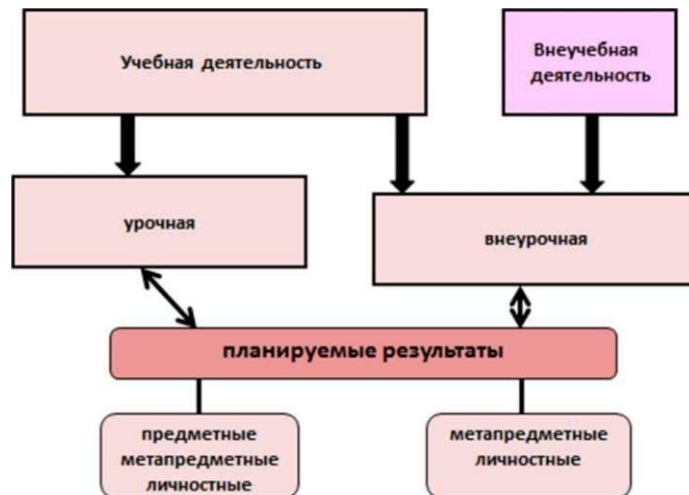 Учебная деятельность
Внеучебная
деятельность
урочная
внеурочная
планируемые результаты
предметные
метапредметные
личностные
метапредметные
личностные